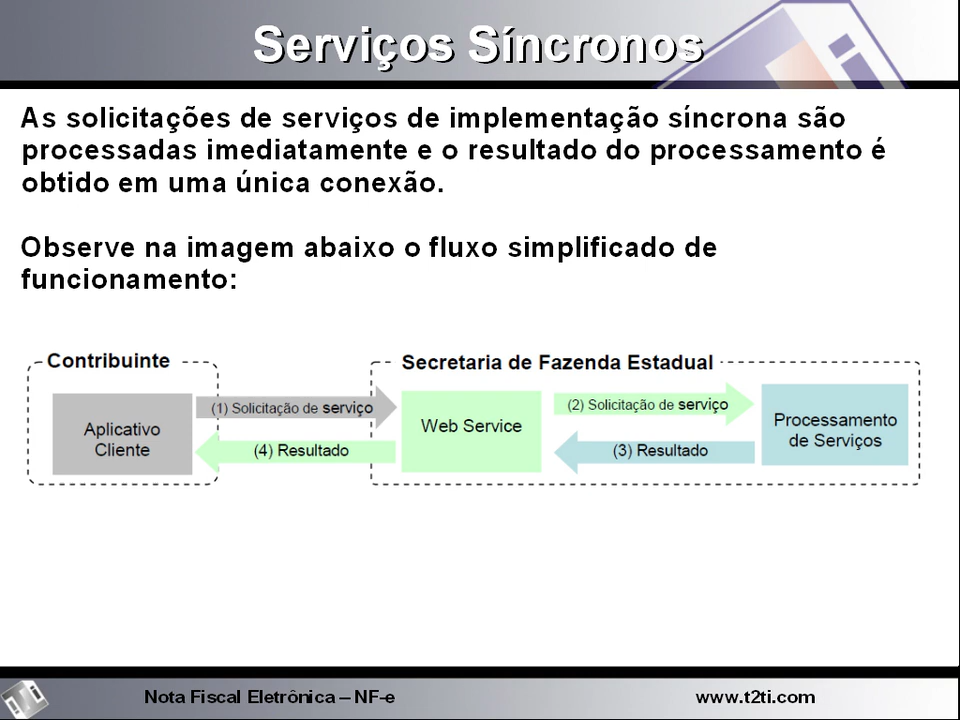 Serviços Síncronos
As solicitações de serviços de implementação síncrona são
processadas imediatamente e o resultado do processamento é
obtido em uma única conexão.
Observe na imagem abaixo o fluxo simplificado de
funcionamento:
Contribuinte
Secretaria de Fazenda Estadual
Aplicativo
Cliente
(1) Solicitação de serviço
(4) Resultado
Web Service
(2) Solicitação de serviço
(3) Resultado
Processamento
de Serviços
Nota Fiscal Eletrônica – NF-e
www.t2ti.com